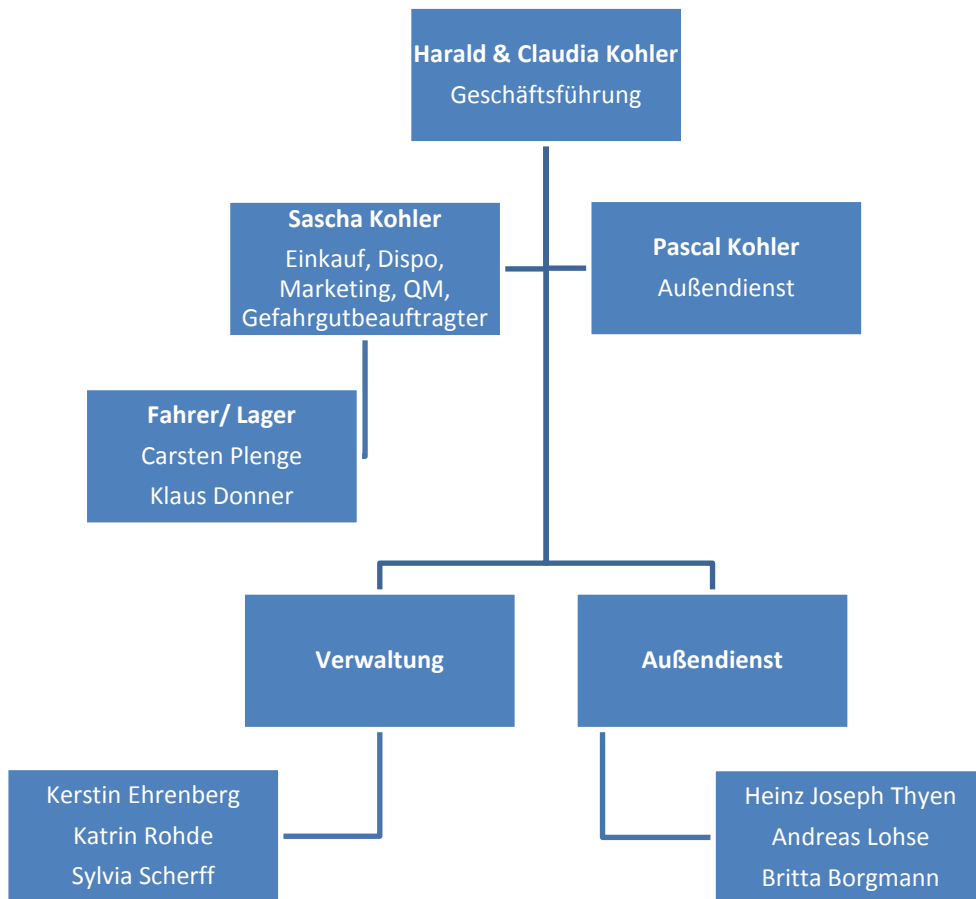 Harald & Claudia Kohler
Geschäftsführung
Sascha Kohler
Einkauf, Dispo,
Marketing, QM,
Gefahrgutbeauftragter
Pascal Kohler
Außendienst
Fahrer/ Lager
Carsten Plenge
Klaus Donner
Verwaltung
Außendienst
Kerstin Ehrenberg
Katrin Rohde
Sylvia Scherff
Heinz Joseph Thyen
Andreas Lohse
Britta Borgmann